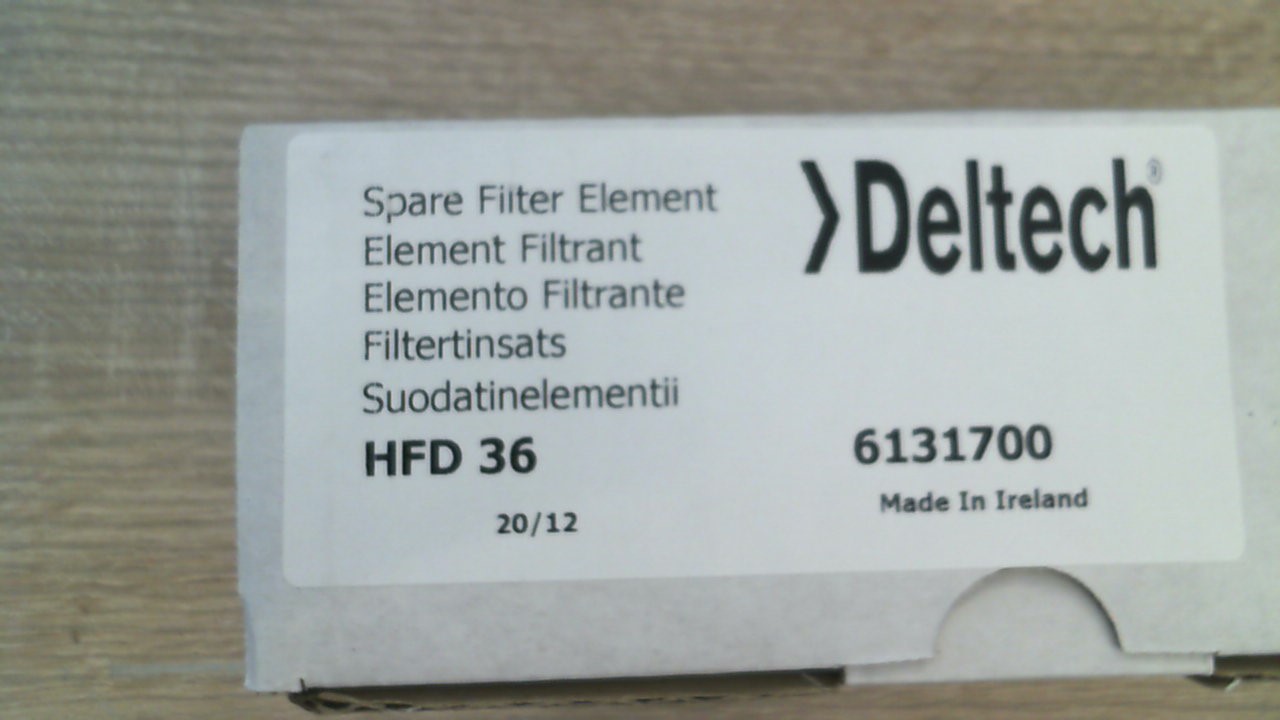 Spare Filter Element
Element Filtrant
Elemento Filtrante
Filtertinsats
Suodatinelementii
HFD 36
20/12
Deltech®
6131700
Made In Ireland